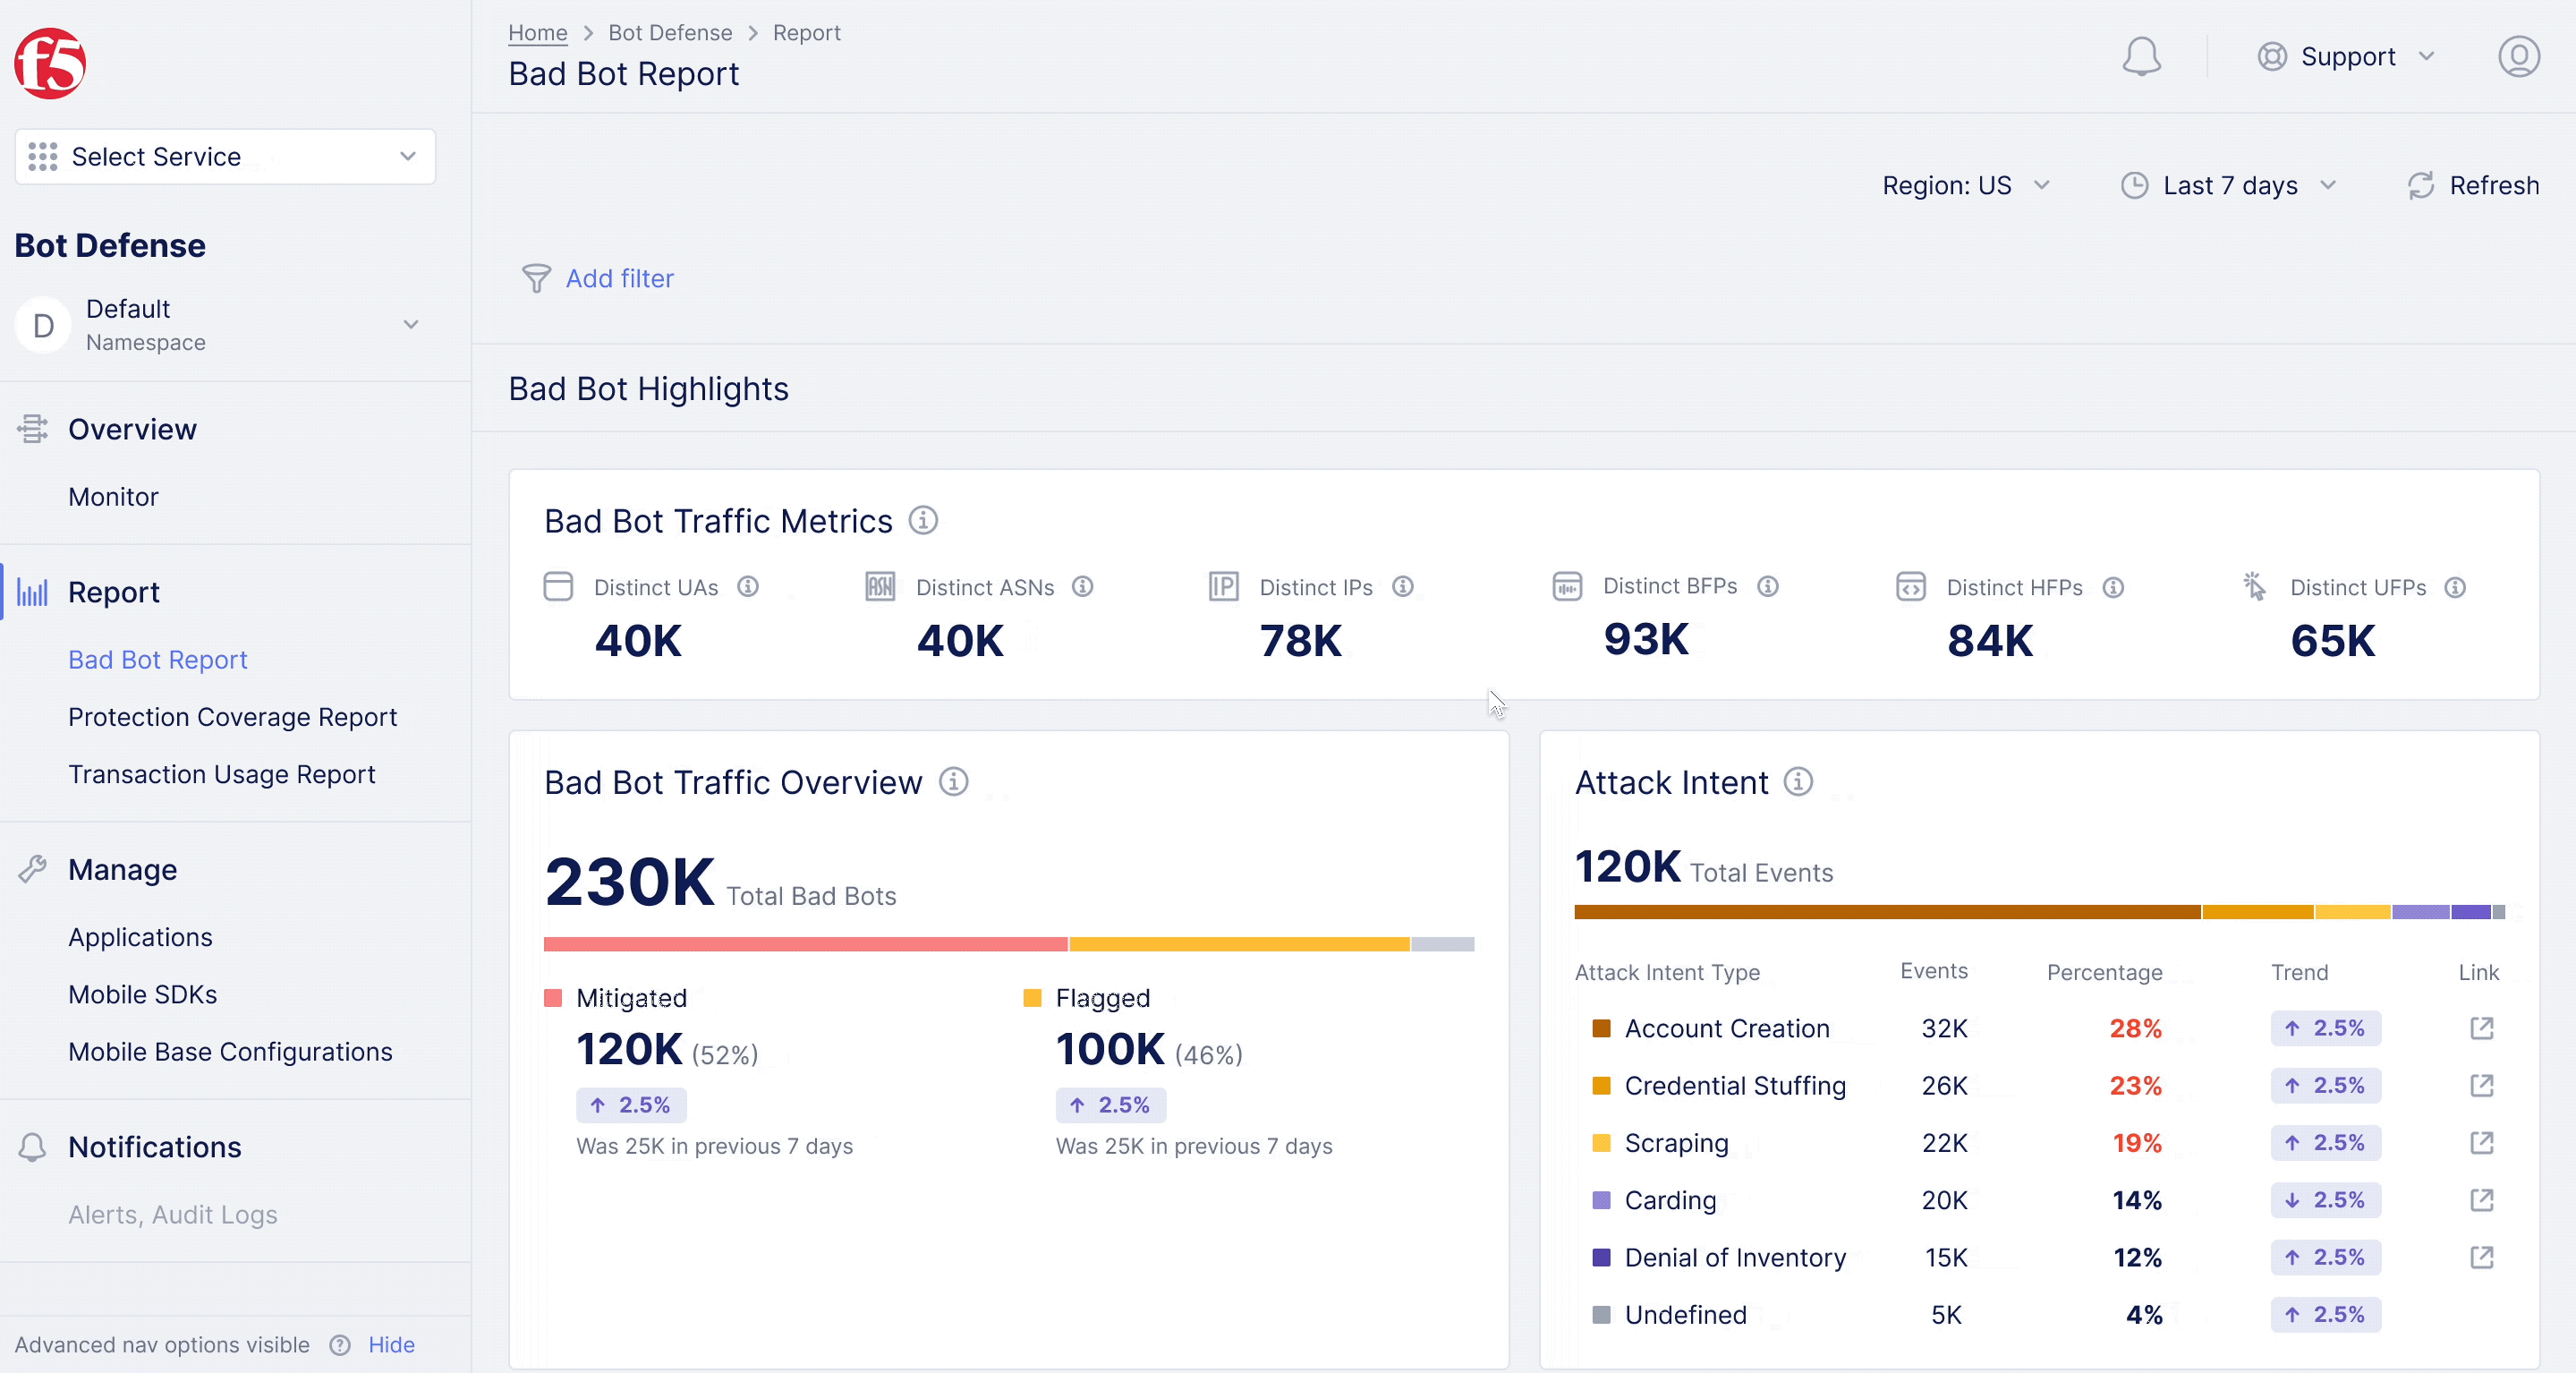 f5
Select Service
Bot Defense
D
Default
Namespace
Overview
Monitor
Report
Bad Bot Report
Protection Coverage Report
Transaction Usage Report
Manage
Applications
Mobile SDKs
Mobile Base Configurations
Notifications
Alerts, Audit Logs
Advanced nav options visible ? Hide
Home > Bot Defense > Report
Bad Bot Report
Support
Region: US
Last 7 days
Refresh
Add filter
Bad Bot Highlights
Bad Bot Traffic Metrics
Distinct UAs
40K
ASN Distinct ASNs
40K
IP Distinct IPs
78K
Distinct BFPs
93K
Distinct HFPs
84K
Distinct UFPs
65K
Bad Bot Traffic Overview
230K Total Bad Bots
Mitigated
120K (52%)
↑ 2.5%
Was 25K in previous 7 days
Flagged
100K (46%)
↑ 2.5%
Was 25K in previous 7 days
Attack Intent
120K Total Events
Attack Intent Type Events Percentage Trend Link
Account Creation 32K 28% ↑ 2.5%
Credential Stuffing 26K 23% ↑ 2.5%
Scraping 22K 19% ↑ 2.5%
Carding 20K 14% ↓ 2.5%
Denial of Inventory 15K 12% ↑ 2.5%
Undefined 5K 4% ↑ 2.5%